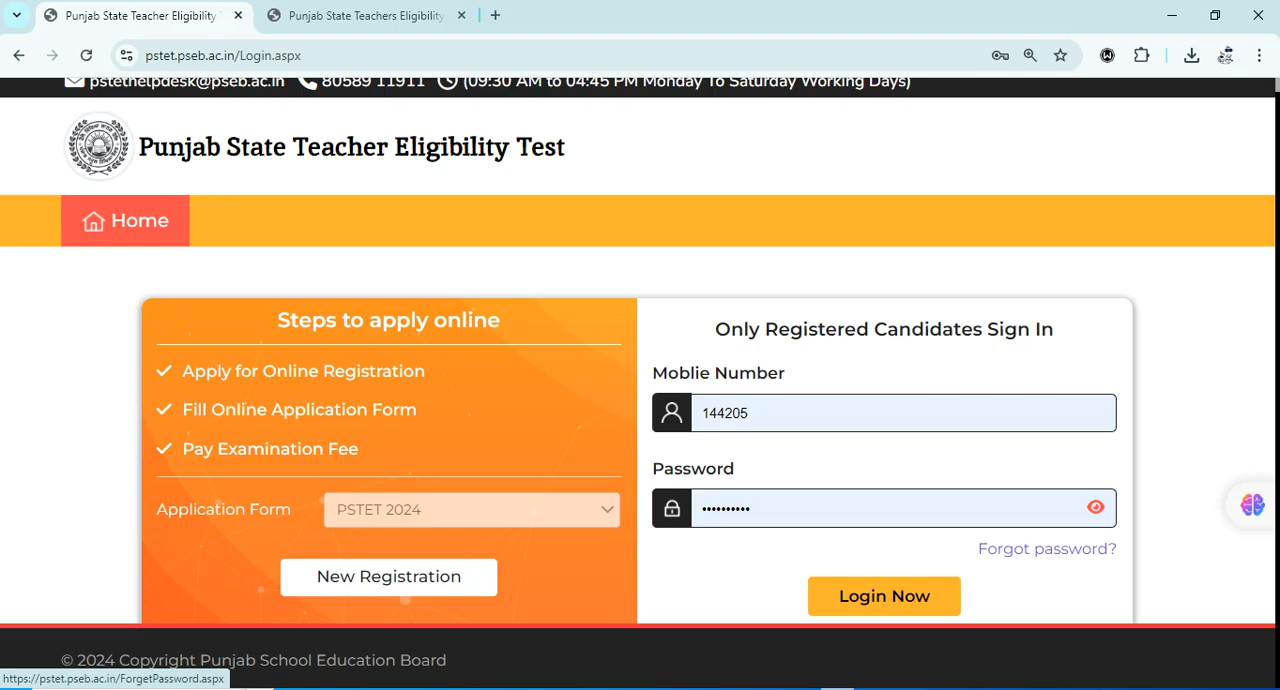 Punjab State Teacher Eligibility
Punjab State Teachers Eligibility
pstet.pseb.ac.in/Login.aspx
pstethelpdesk@pseb.ac.in 80589 11911 (09:30 AM to 04:45 PM Monday To Saturday Working Days)
Punjab State Teacher Eligibility Test
Home
Steps to apply online
Apply for Online Registration
Fill Online Application Form
Pay Examination Fee
Application Form PSTET 2024
New Registration
Only Registered Candidates Sign In
Moblie Number
144205
Password
••••••••••
Forgot password?
Login Now
© 2024 Copyright Punjab School Education Board
https://pstet.pseb.ac.in/ForgetPassword.aspx